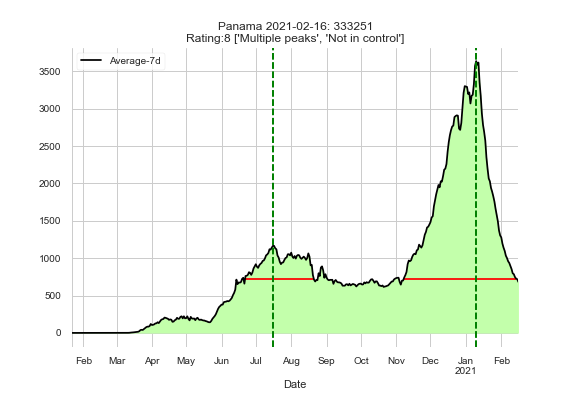 Panama 2021-02-16: 333251
Rating:8 ['Multiple peaks', 'Not in control']
Average-7d
3500
3000
2500
2000
1500
1000
500
0
Feb Mar Apr May Jun Jul Aug Sep Oct Nov Dec Jan Feb
2021
Date